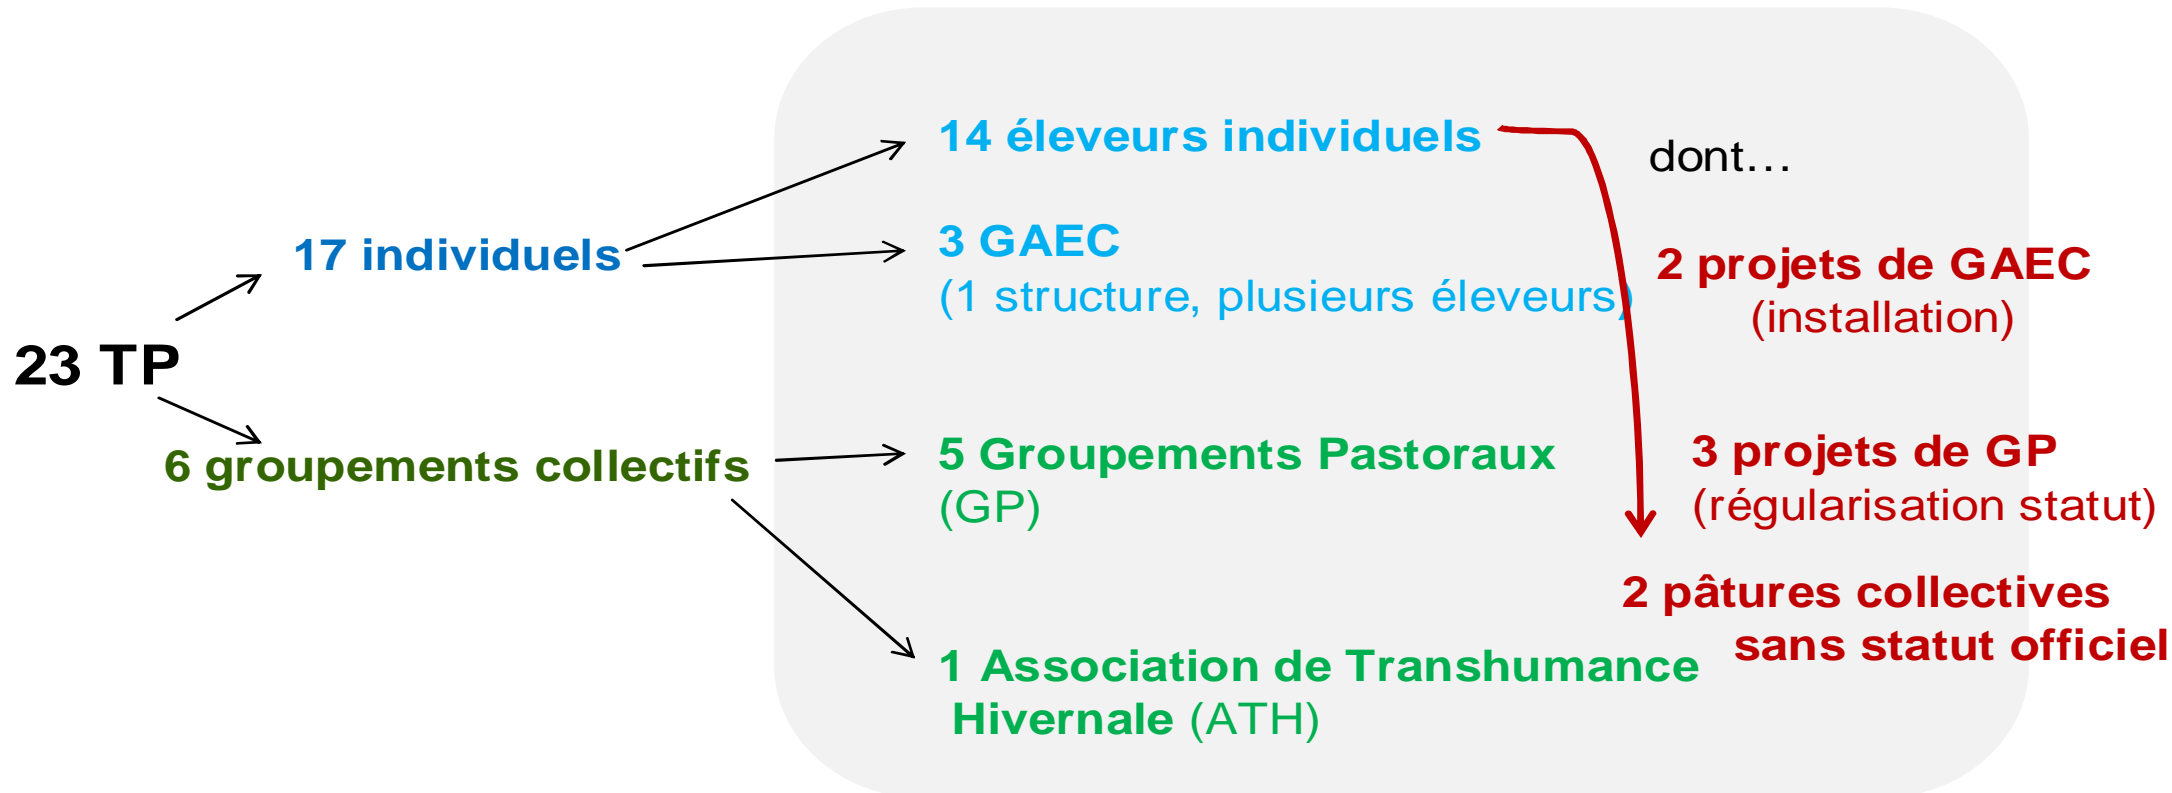 23 TP
17 individuels
6 groupements collectifs
14 éleveurs individuels
3 GAEC
(1 structure, plusieurs éleveurs)
5 Groupements Pastoraux
(GP)
1 Association de Transhumance
Hivernale (ATH)
dont…
2 projets de GAEC
(installation)
3 projets de GP
(régularisation statut)
2 pâtures collectives
sans statut officiel